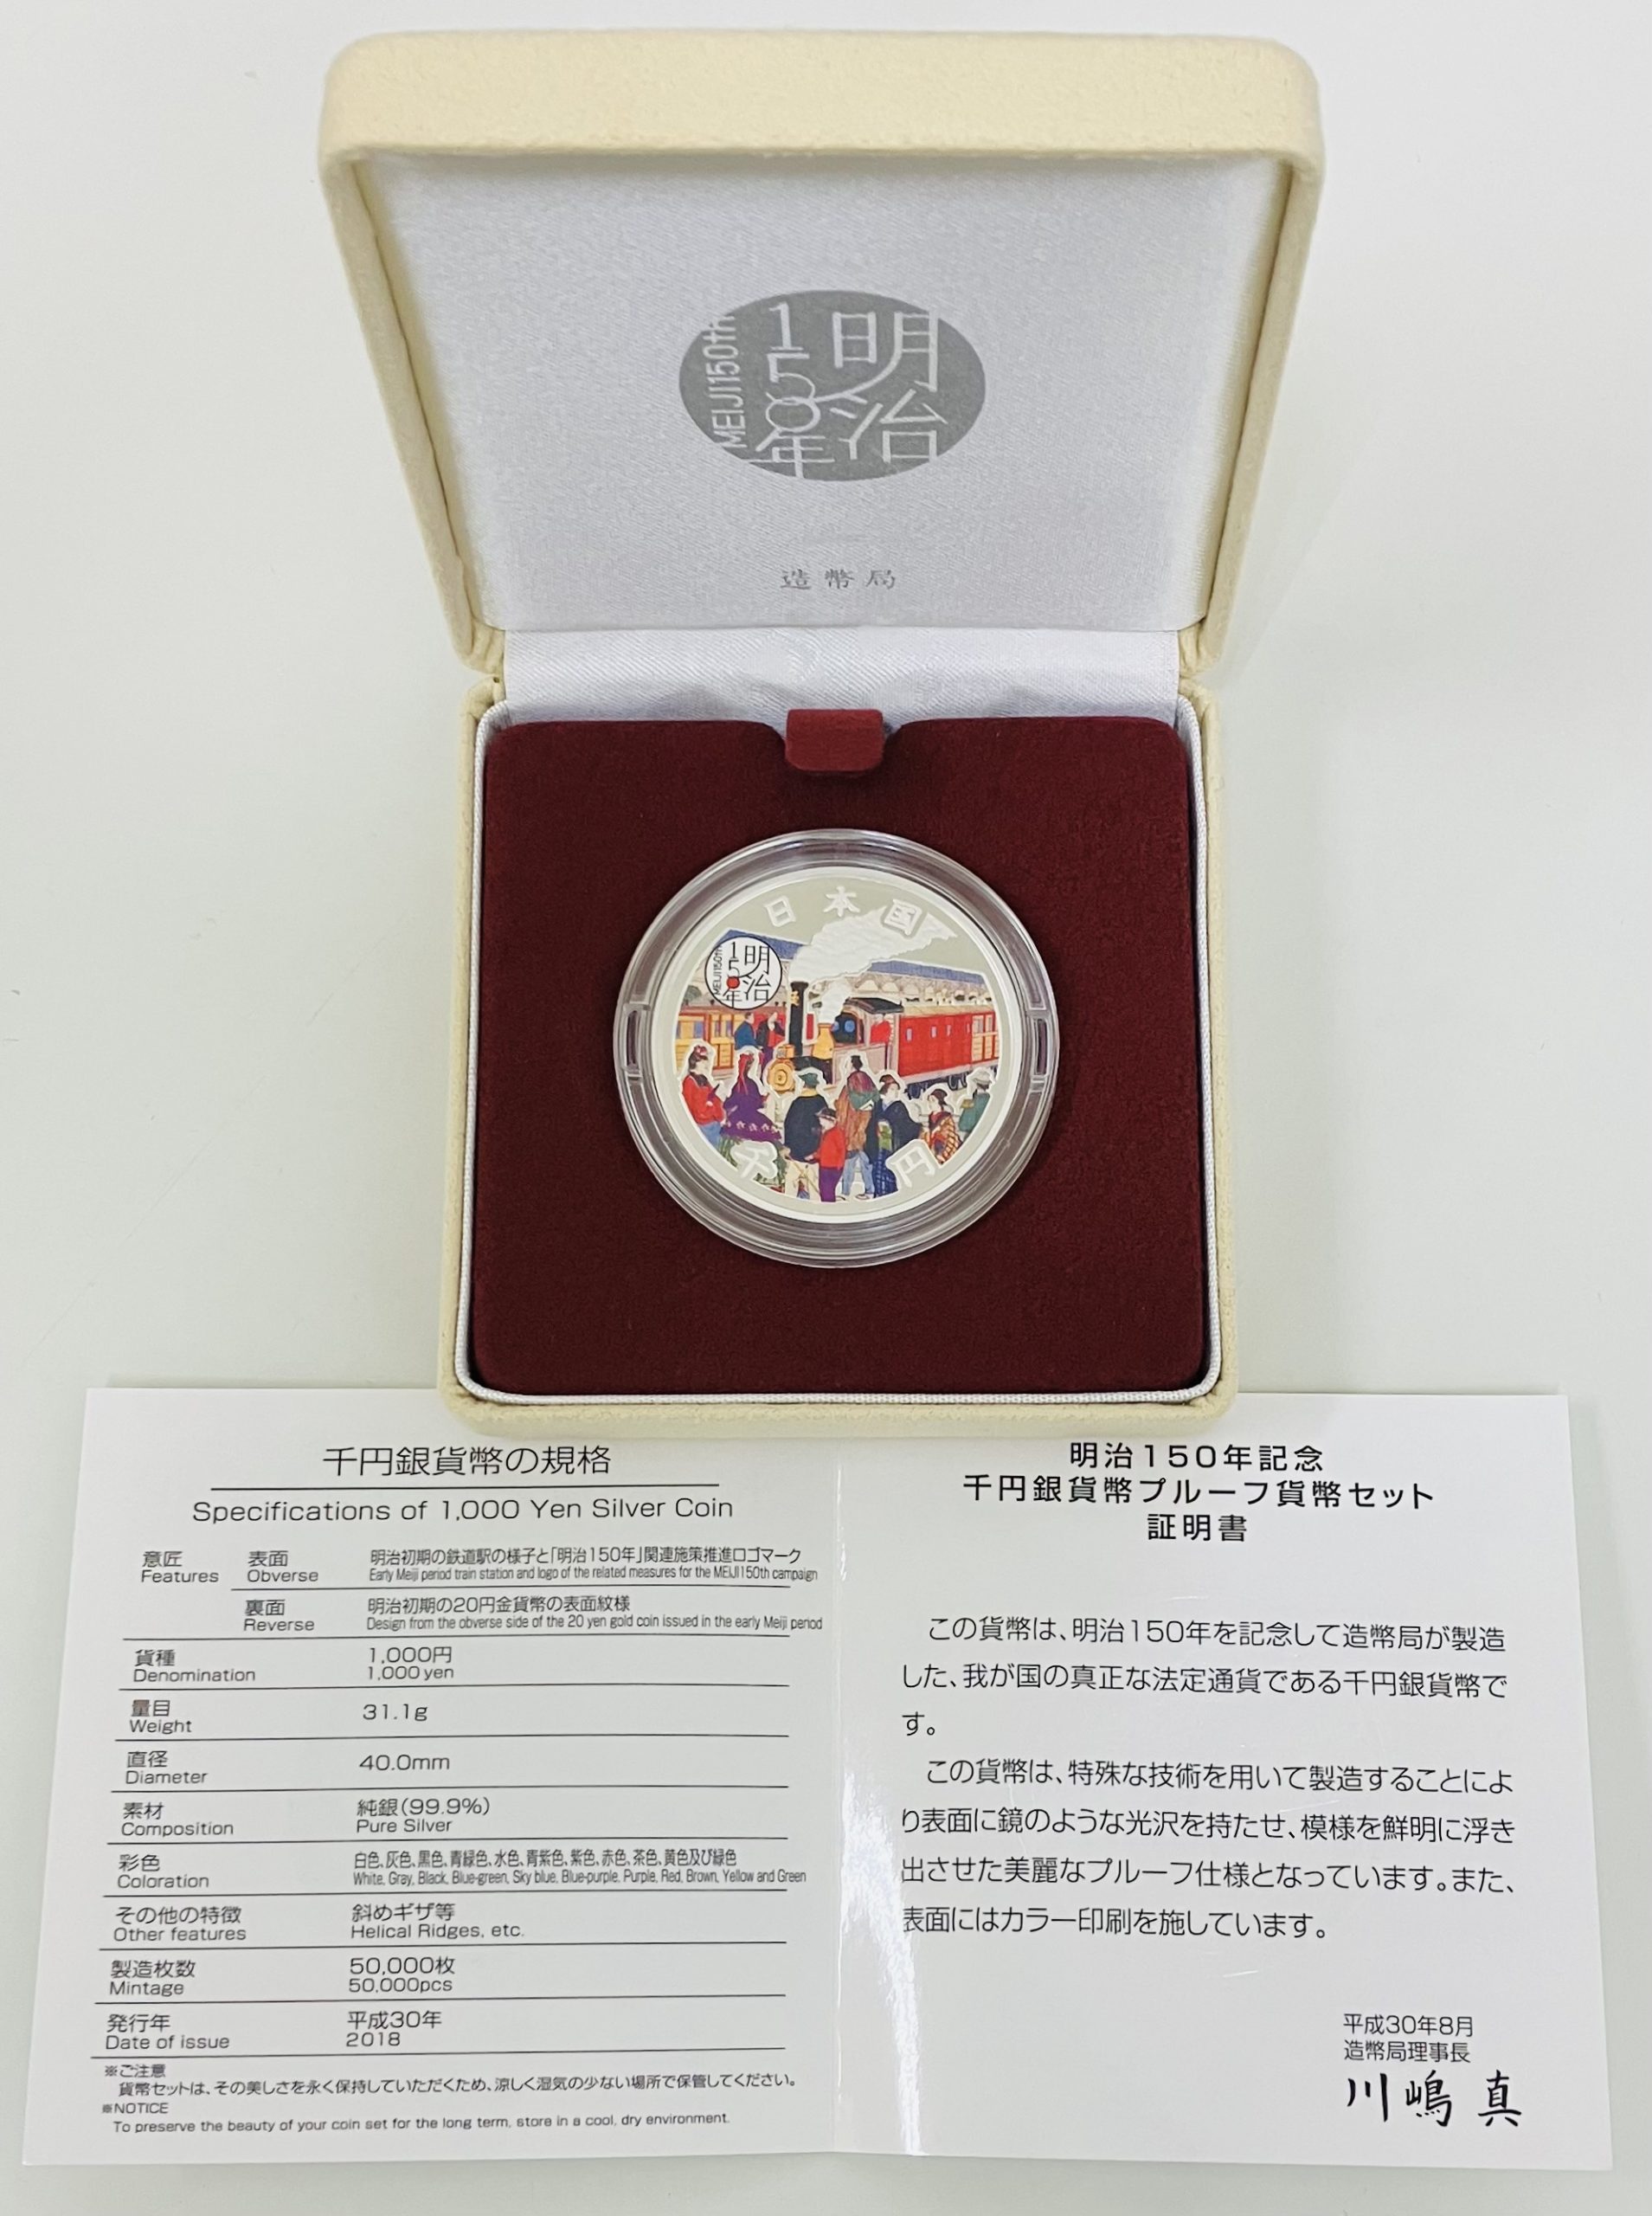 明治
150年
MEIJI150th
造幣局
日本国
明治
150年
MEIJI150th
千円
千円銀貨幣の規格
Specifications of 1,000 Yen Silver Coin
意匠 表面 明治初期の鉄道駅の様子と「明治150年」関連施策推進ロゴマーク
Features Obverse Early Meiji period train station and logo of the related measures for the MEIJI150th campaign
裏面 明治初期の20円金貨幣の表面紋様
Reverse Design from the obverse side of the 20 yen gold coin issued in the early Meiji period
貨種 1,000円
Denomination 1,000 yen
量目 31.1g
Weight
直径 40.0mm
Diameter
素材 純銀(99.9%)
Composition Pure Silver
彩色 白色、灰色、黒色、青緑色、水色、青紫色、紫色、赤色、茶色、黄色及び緑色
Coloration White, Gray, Black, Blue-green, Sky blue, Blue-purple, Purple, Red, Brown, Yellow and Green
その他の特徴 斜めギザ等
Other features Helical Ridges, etc.
製造枚数 50,000枚
Mintage 50,000pcs
発行年 平成30年
Date of issue 2018
※ご注意
貨幣セットは、その美しさを永く保持していただくため、涼しく湿気の少ない場所で保管してください。
※NOTICE
To preserve the beauty of your coin set for the long term, store in a cool, dry environment.
明治150年記念
千円銀貨幣プルーフ貨幣セット
証明書
この貨幣は、明治150年を記念して造幣局が製造
した、我が国の真正な法定通貨である千円銀貨幣で
す。
この貨幣は、特殊な技術を用いて製造することによ
り表面に鏡のような光沢を持たせ、模様を鮮明に浮き
出させた美麗なプルーフ仕様となっています。また、
表面にはカラー印刷を施しています。
平成30年8月
造幣局理事長
川嶋 真